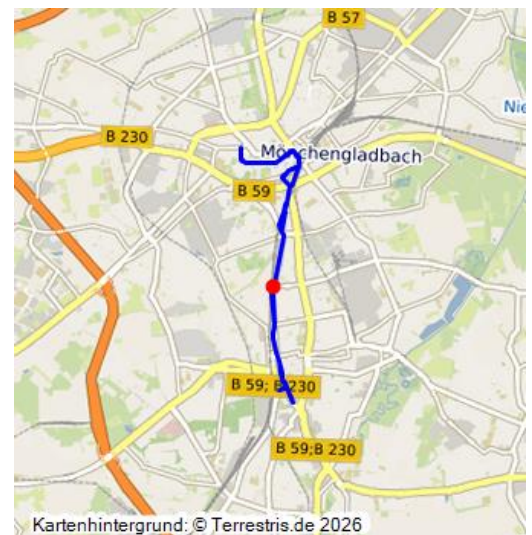 B 57
Nie
B 230
Mönchengladbach
B 59
B 59; B 230
B 59;B 230
Kartenhintergrund: © Terrestris.de 2026